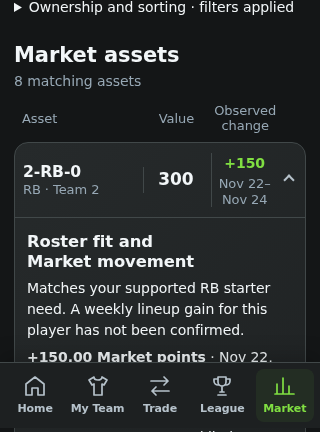 ▶ Ownership and sorting · filters applied
Market assets
8 matching assets
Asset Value Observed change
2-RB-0
RB · Team 2
300
+150
Nov 22–
Nov 24
Roster fit and
Market movement
Matches your supported RB starter
need. A weekly lineup gain for this
player has not been confirmed.
+150.00 Market points · Nov 22,
Home My Team Trade League Market